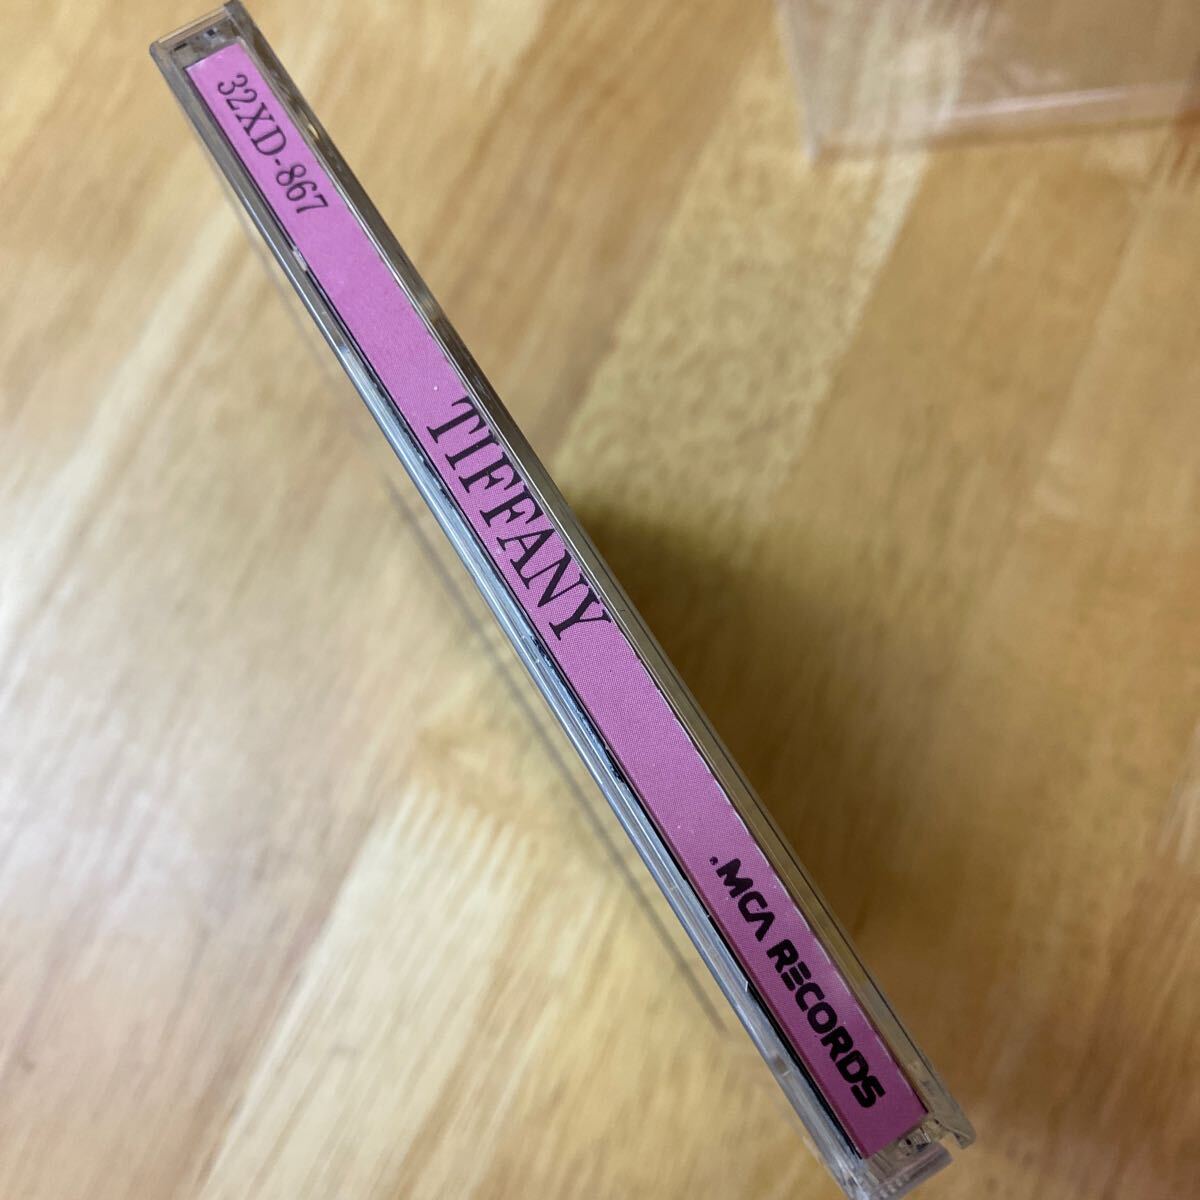 32XD-867
TIFFANY
.MCA RECORDS